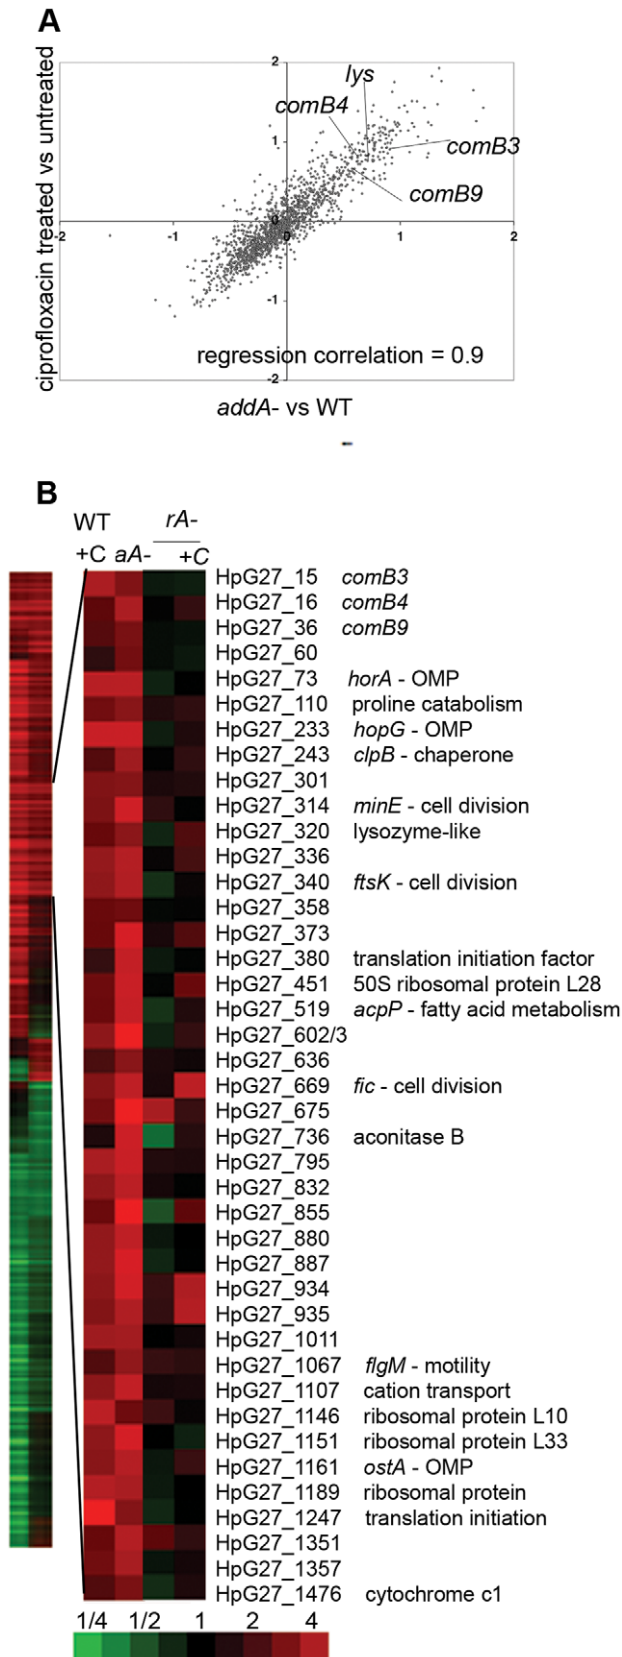 A
ciprofloxacin treated vs untreated
2
lys
comB4
1
comB3
comB9
-2 -1 0 0 1 2
-1
regression correlation = 0.9
-2
addA- vs WT
B
WT rA-
+C aA- +C
HpG27_15 comB3
HpG27_16 comB4
HpG27_36 comB9
HpG27_60
HpG27_73 horA - OMP
HpG27_110 proline catabolism
HpG27_233 hopG - OMP
HpG27_243 clpB - chaperone
HpG27_301
HpG27_314 minE - cell division
HpG27_320 lysozyme-like
HpG27_336
HpG27_340 ftsK - cell division
HpG27_358
HpG27_373
HpG27_380 translation initiation factor
HpG27_451 50S ribosomal protein L28
HpG27_519 acpP - fatty acid metabolism
HpG27_602/3
HpG27_636
HpG27_669 fic - cell division
HpG27_675
HpG27_736 aconitase B
HpG27_795
HpG27_832
HpG27_855
HpG27_880
HpG27_887
HpG27_934
HpG27_935
HpG27_1011
HpG27_1067 flgM - motility
HpG27_1107 cation transport
HpG27_1146 ribosomal protein L10
HpG27_1151 ribosomal protein L33
HpG27_1161 ostA - OMP
HpG27_1189 ribosomal protein
HpG27_1247 translation initiation
HpG27_1351
HpG27_1357
HpG27_1476 cytochrome c1
1/4 1/2 1 2 4